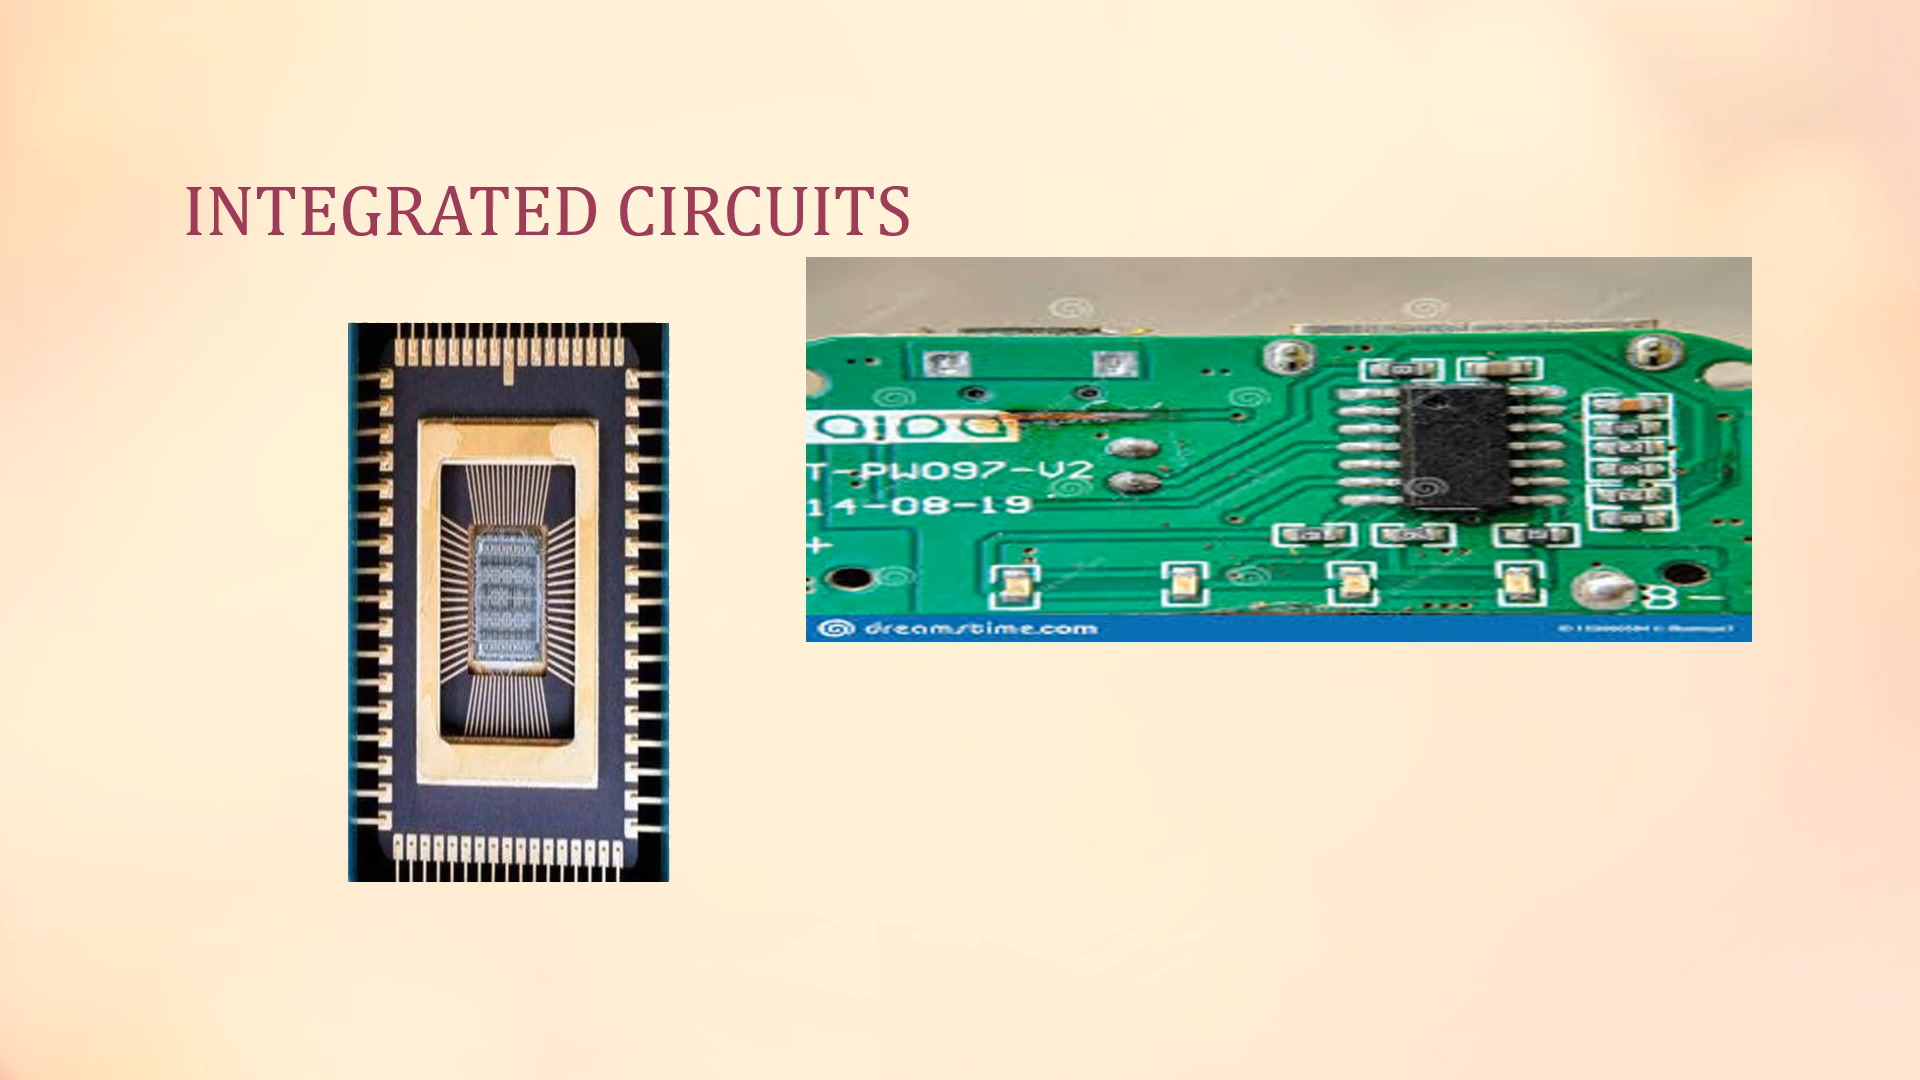 INTEGRATED CIRCUITS
T-PW097-V2
14-08-19
+
8-
dreamstime.com